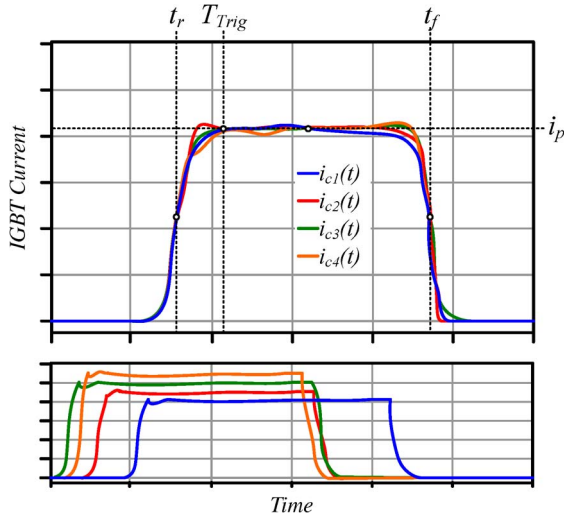 t_r T_Trig t_f
i_p
IGBT Current
i_c1(t)
i_c2(t)
i_c3(t)
i_c4(t)
Time